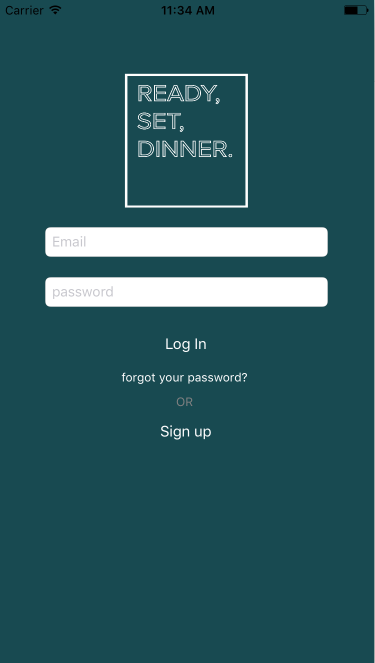 Carrier 11:34 AM
READY,
SET,
DINNER.
Email
password
Log In
forgot your password?
OR
Sign up